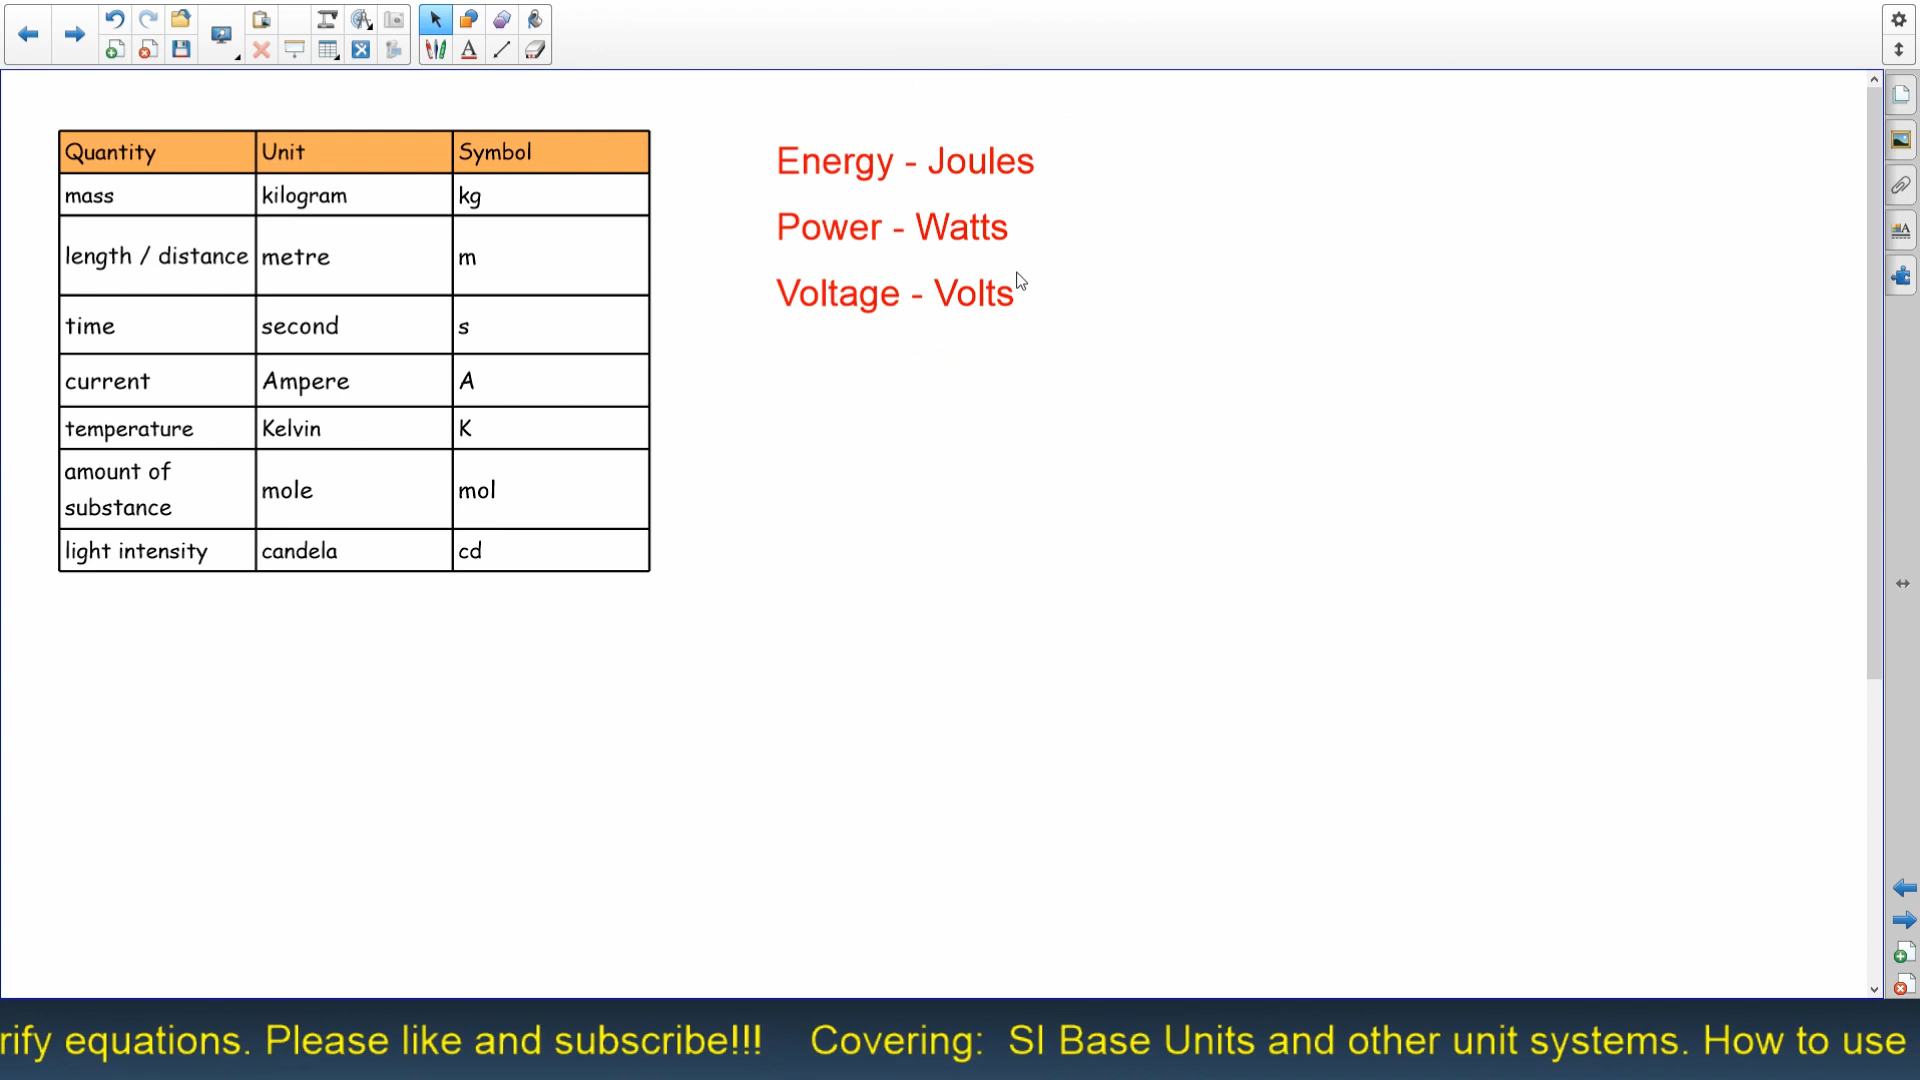 Quantity Unit Symbol
mass kilogram kg
length / distance metre m
time second s
current Ampere A
temperature Kelvin K
amount of
substance mole mol
light intensity candela cd
Energy - Joules
Power - Watts
Voltage - Volts
rify equations. Please like and subscribe!!! Covering: SI Base Units and other unit systems. How to use